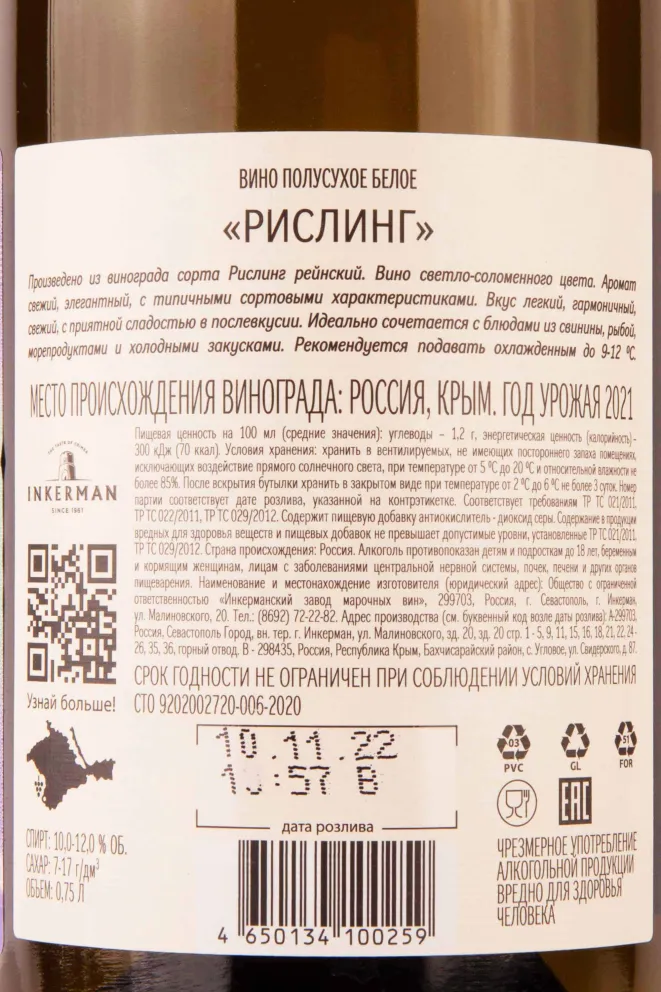 ВИНО ПОЛУСУХОЕ БЕЛОЕ
«РИСЛИНГ»
Произведено из винограда сорта Рислинг рейнский. Вино светло-соломенного цвета. Аромат
свежий, элегантный, с типичными сортовыми характеристиками. Вкус легкий, гармоничный,
свежий, с приятной сладостью в послевкусии. Идеально сочетается с блюдами из свинины, рыбой,
морепродуктами и холодными закусками. Рекомендуется подавать охлажденным до 9-12 °С.
МЕСТО ПРОИСХОЖДЕНИЯ ВИНОГРАДА: РОССИЯ, КРЫМ. ГОД УРОЖАЯ 2021
Пищевая ценность на 100 мл (средние значения): углеводы – 1,2 г, энергетическая ценность (калорийность)-
300 кДж (70 ккал). Условия хранения: хранить в вентилируемых, не имеющих постороннего запаха помещениях,
исключающих воздействие прямого солнечного света, при температуре от 5 °С до 20 °С и относительной влажности не
более 85%. После вскрытия бутылки хранить в закрытом виде при температуре от 2 °С до 6 °С не более 3 суток. Номер
партии соответствует дате розлива, указанной на контрэтикетке. Соответствует требованиям ТР ТС 021/2011,
ТР ТС 022/2011, ТР ТС 029/2012. Содержит пищевую добавку антиокислитель - диоксид серы. Содержание в продукции
вредных для здоровья веществ и пищевых добавок не превышает допустимые уровни, установленные ТР ТС 021/2011,
ТР ТС 029/2012. Страна происхождения: Россия. Алкоголь противопоказан детям и подросткам до 18 лет, беременным
и кормящим женщинам, лицам с заболеваниями центральной нервной системы, почек, печени и других органов
пищеварения. Наименование и местонахождение изготовителя (юридический адрес): Общество с ограниченной
ответственностью «Инкерманский завод марочных вин», 299703, Россия, г. Севастополь, г. Инкерман,
ул. Малиновского, 20. Тел.: (8692) 72-22-82. Адрес производства (см. буквенный код возле даты розлива): А-299703,
Россия, Севастополь Город, вн. тер. г. Инкерман, ул. Малиновского, зд. 20, зд. 20 стр. 1 - 5, 9, 11, 15, 16, 18, 21, 22, 24 -
26, 35, 36, горный отвод. В - 298435, Россия, Республика Крым, Бахчисарайский район, с. Угловое, ул. Свидерского, д. 87.
СРОК ГОДНОСТИ НЕ ОГРАНИЧЕН ПРИ СОБЛЮДЕНИИ УСЛОВИЙ ХРАНЕНИЯ
СТО 9202002720-006-2020
THE TASTE OF CRIMEA
INKERMAN
SINCE 1961
Узнай больше!
10.11.22
:57 В
дата розлива
03
PVC
GL
51
FOR
EAC
СПИРТ: 10,0-12,0 % ОБ.
САХАР: 7-17 г/дм³
ОБЪЕМ: 0,75 Л
4 650134 100259
ЧРЕЗМЕРНОЕ УПОТРЕБЛЕНИЕ
АЛКОГОЛЬНОЙ ПРОДУКЦИИ
ВРЕДНО ДЛЯ ЗДОРОВЬЯ
ЧЕЛОВЕКА